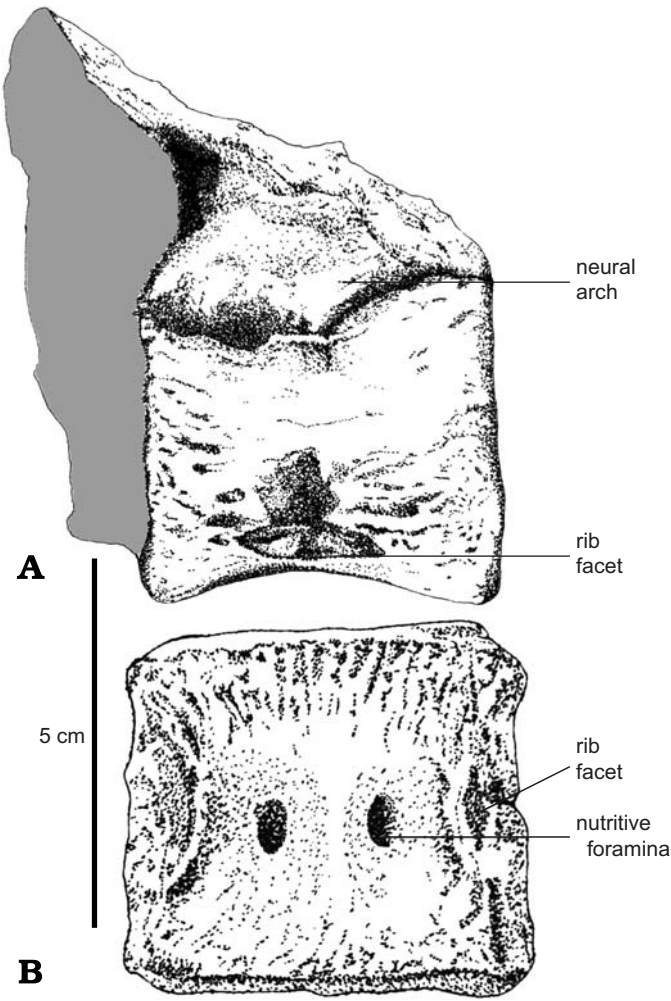 neural
arch
rib
facet
A
5 cm
rib
facet
nutritive
foramina
B